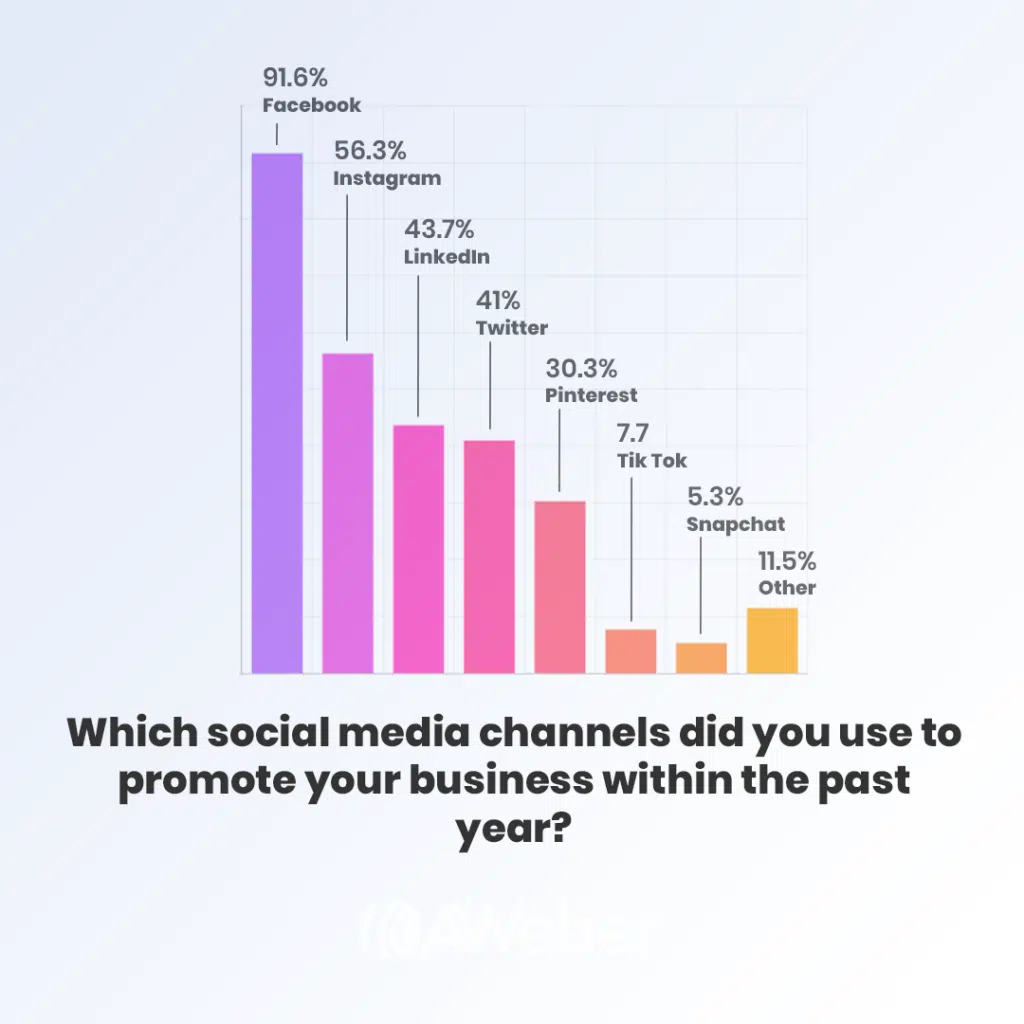 91.6%
Facebook
56.3%
Instagram
43.7%
LinkedIn
41%
Twitter
30.3%
Pinterest
7.7
Tik Tok
5.3%
Snapchat
11.5%
Other
Which social media channels did you use to
promote your business within the past
year?
AWeber